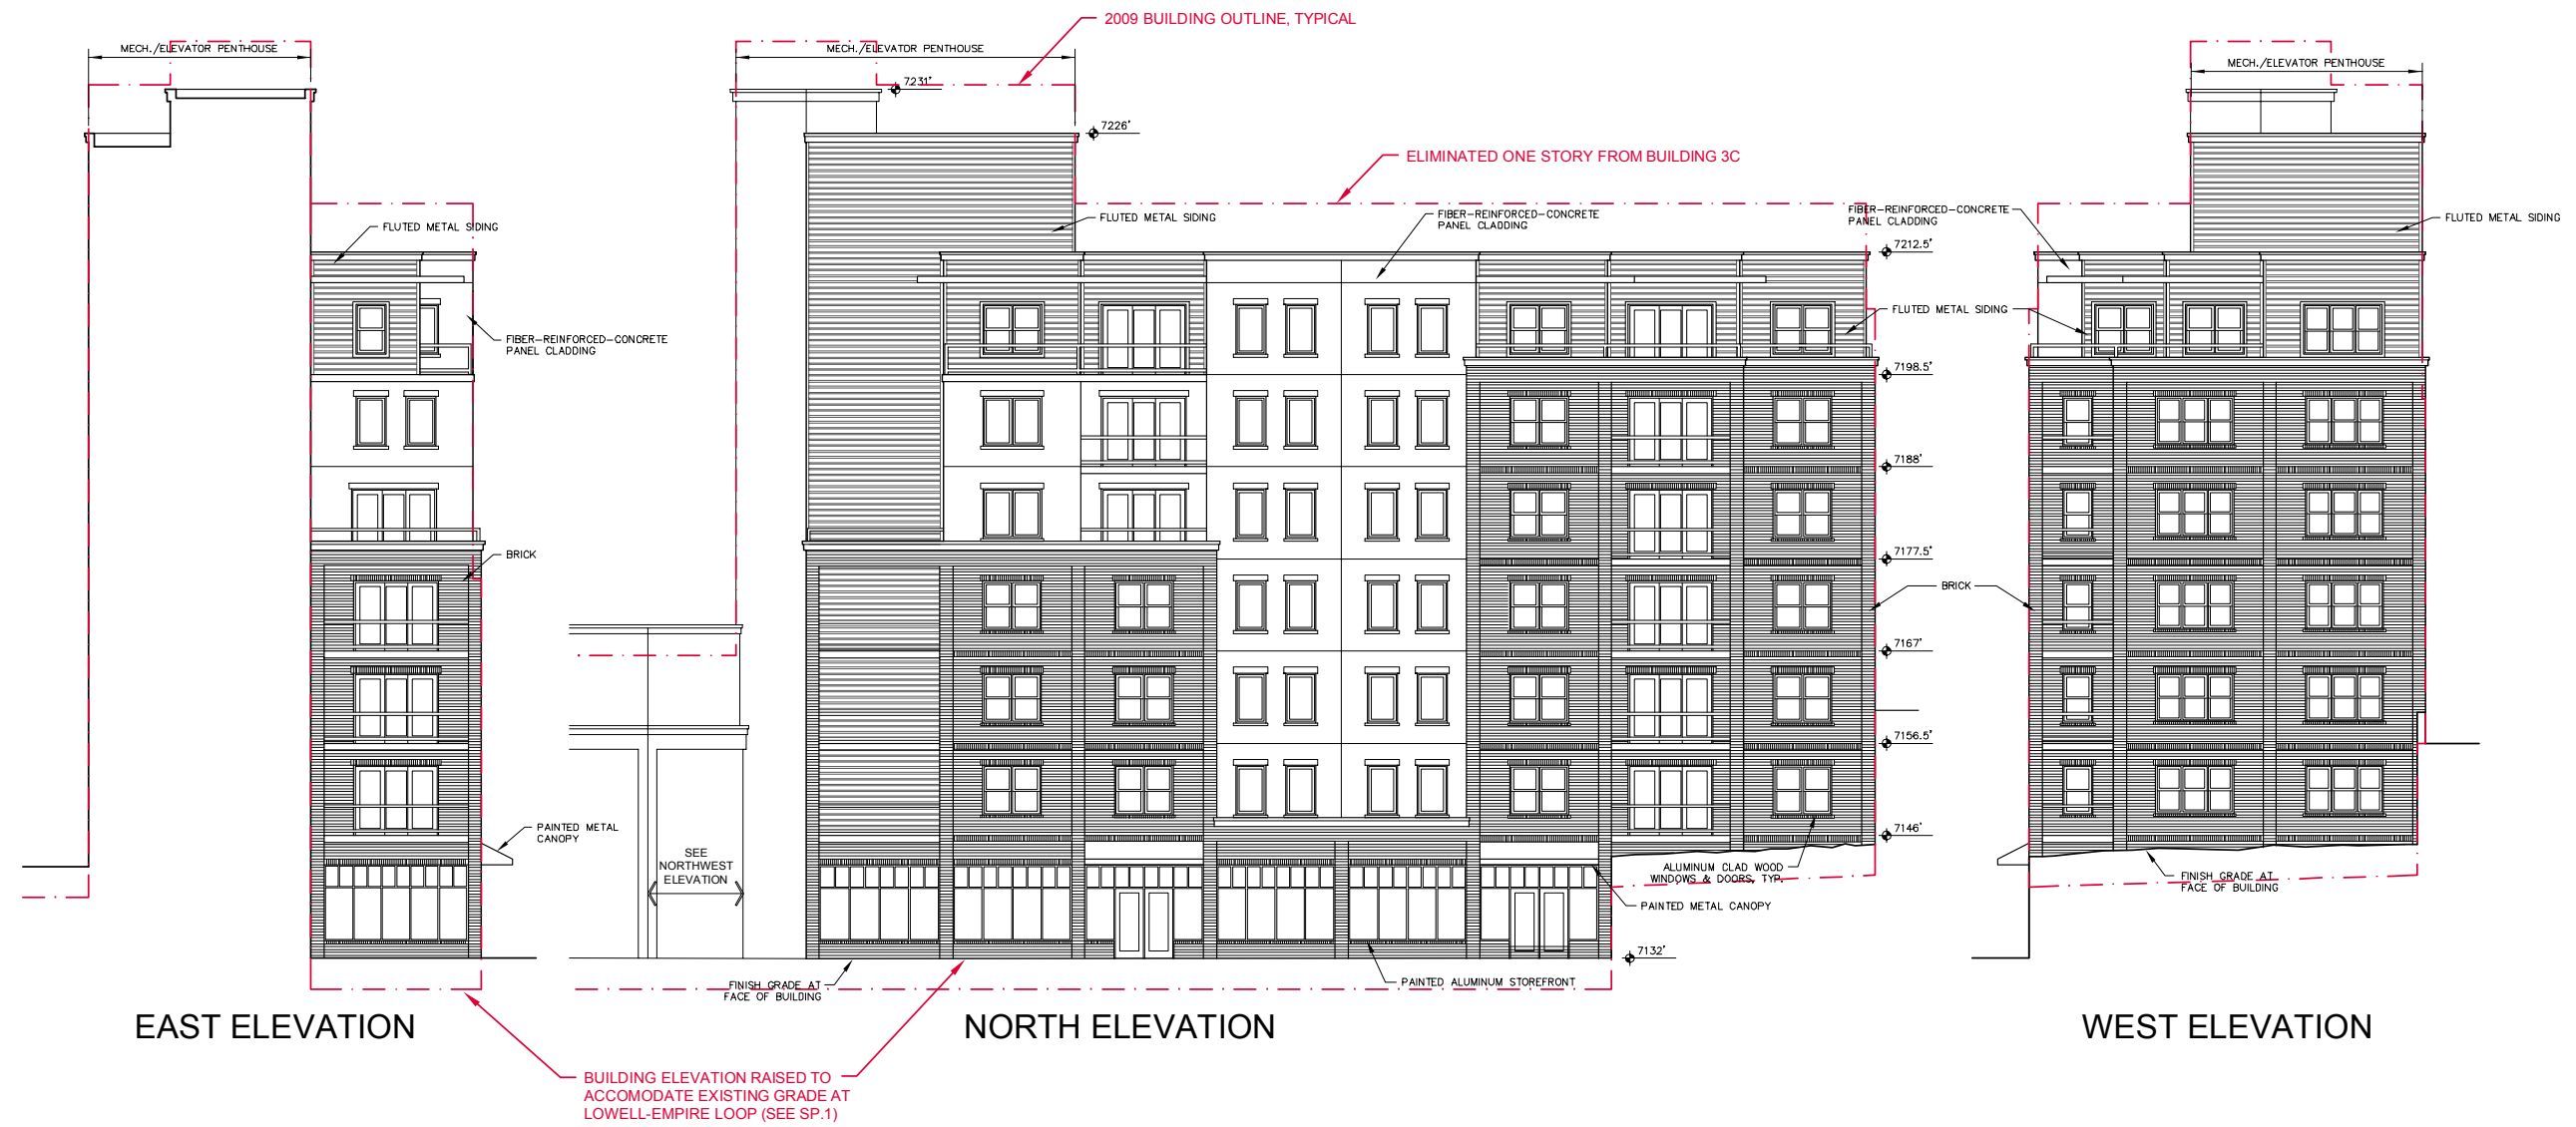 2009 BUILDING OUTLINE, TYPICAL
MECH./ELEVATOR PENTHOUSE
MECH./ELEVATOR PENTHOUSE
MECH./ELEVATOR PENTHOUSE
7231'
7226'
ELIMINATED ONE STORY FROM BUILDING 3C
FLUTED METAL SIDING
FLUTED METAL SIDING
FIBER-REINFORCED-CONCRETE
PANEL CLADDING
FIBER-REINFORCED-CONCRETE
PANEL CLADDING
FLUTED METAL SIDING
7212.5'
FLUTED METAL SIDING
FIBER-REINFORCED-CONCRETE
PANEL CLADDING
7198.5'
7188'
BRICK
7177.5'
BRICK
7167'
7156.5'
PAINTED METAL
CANOPY
7146'
SEE
NORTHWEST
ELEVATION
ALUMINUM CLAD WOOD
WINDOWS & DOORS, TYP.
FINISH GRADE AT
FACE OF BUILDING
PAINTED METAL CANOPY
7132'
FINISH GRADE AT
FACE OF BUILDING
PAINTED ALUMINUM STOREFRONT
EAST ELEVATION
NORTH ELEVATION
WEST ELEVATION
BUILDING ELEVATION RAISED TO
ACCOMODATE EXISTING GRADE AT
LOWELL-EMPIRE LOOP (SEE SP.1)